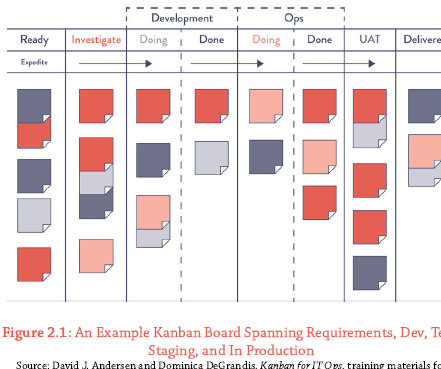 Development Ops
Ready Investigate Doing Done Doing Done UAT Delivere
Expedite
Figure 2.1: An Example Kanban Board Spanning Requirements, Dev, Te
Staging, and In Production
Source: David J. Andersen and Dominica DeGrandis, Kanban for IT Ops, training materials fo